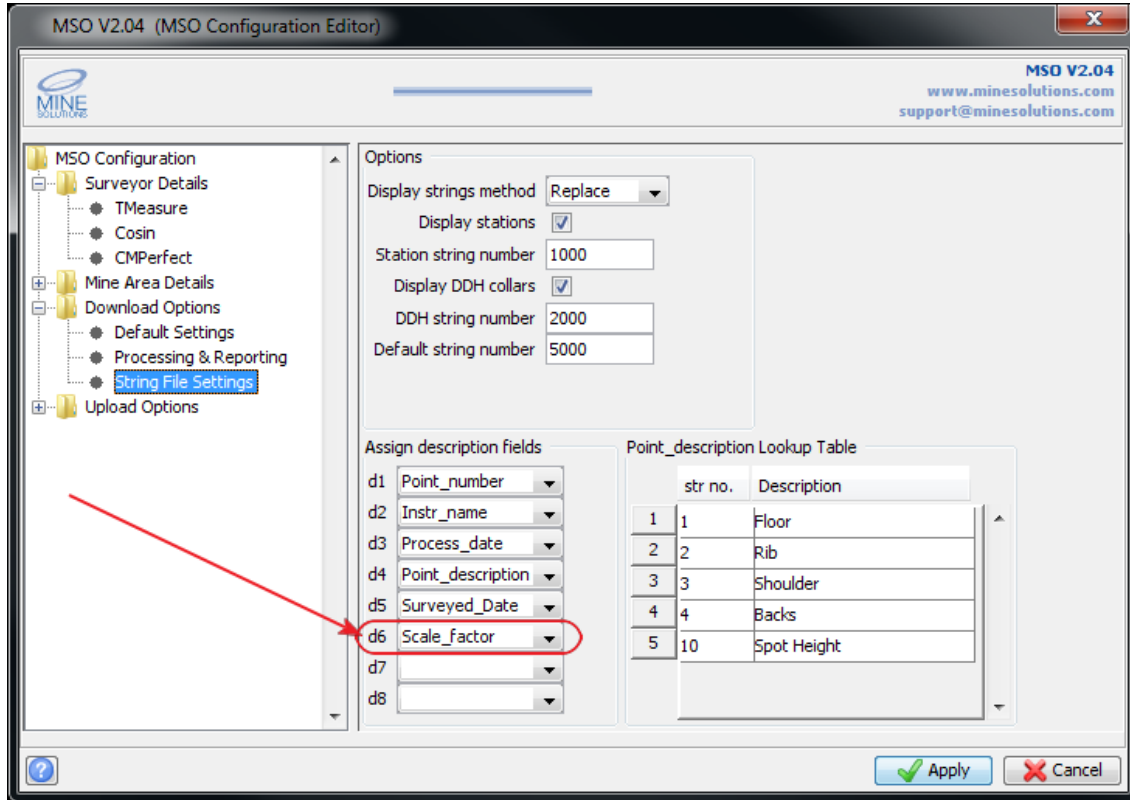 MSO V2.04 (MSO Configuration Editor)
MINE
SOLUTIONS
MSO V2.04
www.minesolutions.com
support@minesolutions.com
MSO Configuration
Surveyor Details
TMeasure
Cosin
CMPerfect
Mine Area Details
Download Options
Default Settings
Processing & Reporting
String File Settings
Upload Options
Options
Display strings method Replace
Display stations
Station string number 1000
Display DDH collars
DDH string number 2000
Default string number 5000
Assign description fields
d1 Point_number
d2 Instr_name
d3 Process_date
d4 Point_description
d5 Surveyed_Date
d6 Scale_factor
d7
d8
Point_description Lookup Table
str no. Description
1 1 Floor
2 2 Rib
3 3 Shoulder
4 4 Backs
5 10 Spot Height
? Apply Cancel